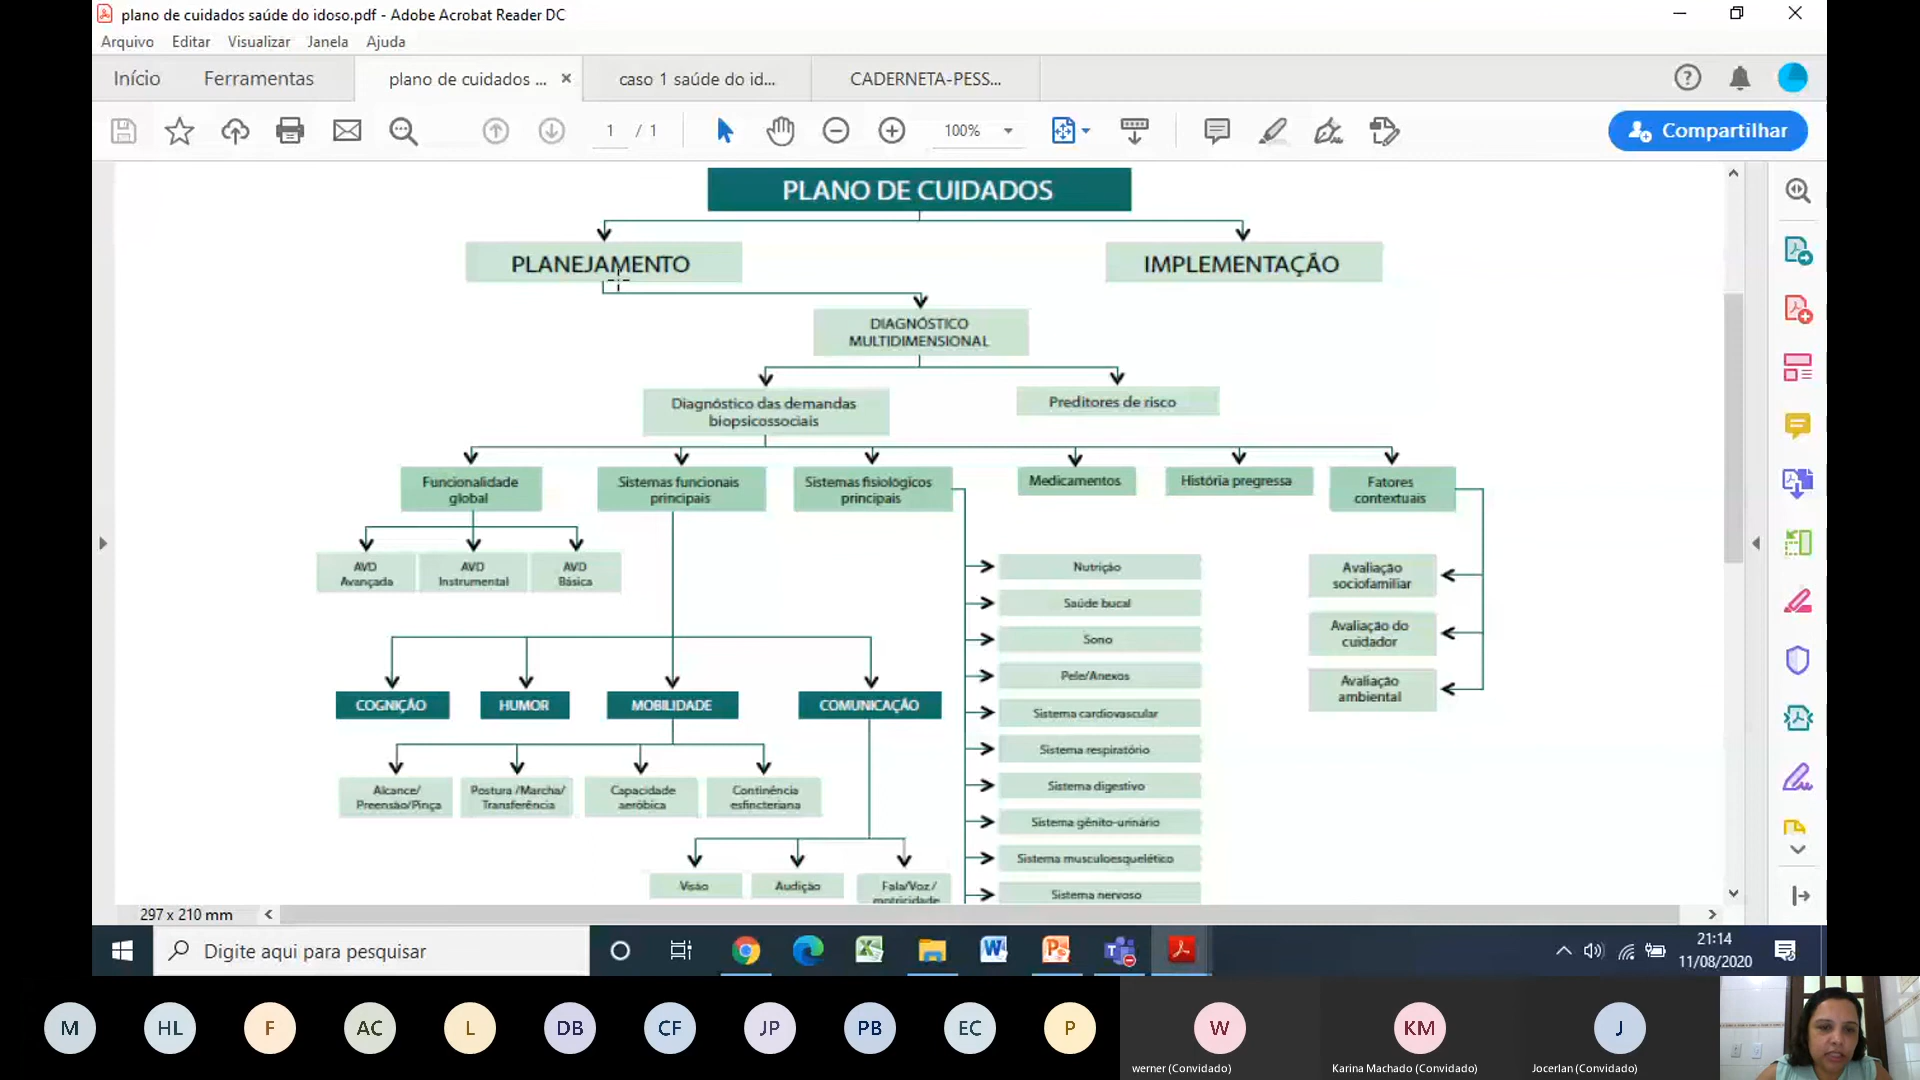 plano de cuidados saúde do idoso.pdf - Adobe Acrobat Reader DC
Arquivo Editar Visualizar Janela Ajuda
Início Ferramentas plano de cuidados ... × caso 1 saúde do id... CADERNETA-PESS...
1 / 1 100% Compartilhar
PLANO DE CUIDADOS
PLANEJAMENTO IMPLEMENTAÇÃO
DIAGNÓSTICO
MULTIDIMENSIONAL
Diagnóstico das demandas
biopsicossociais
Preditores de risco
Funcionalidade
global
Sistemas funcionais
principais
Sistemas fisiológicos
principais
Medicamentos
História pregressa
Fatores
contextuais
AVD
Avançada
AVD
Instrumental
AVD
Básica
Nutrição
Saúde bucal
Sono
Pele/Anexos
Sistema cardiovascular
Sistema respiratório
Sistema digestivo
Sistema gênito-urinário
Sistema musculoesquelético
Sistema nervoso
Avaliação
sociofamiliar
Avaliação do
cuidador
Avaliação
ambiental
COGNIÇÃO HUMOR MOBILIDADE COMUNICAÇÃO
Alcance/
Preensão/Pinça
Postura /Marcha/
Transferência
Capacidade
aeróbica
Continência
esfincteriana
Visão
Audição
Fala/Voz/
motricidade
297 x 210 mm
Digite aqui para pesquisar
21:14
11/08/2020
M HL F AC L DB CF JP PB EC P W KM J
werner (Convidado) Karina Machado (Convidado) Jocerlan (Convidado)